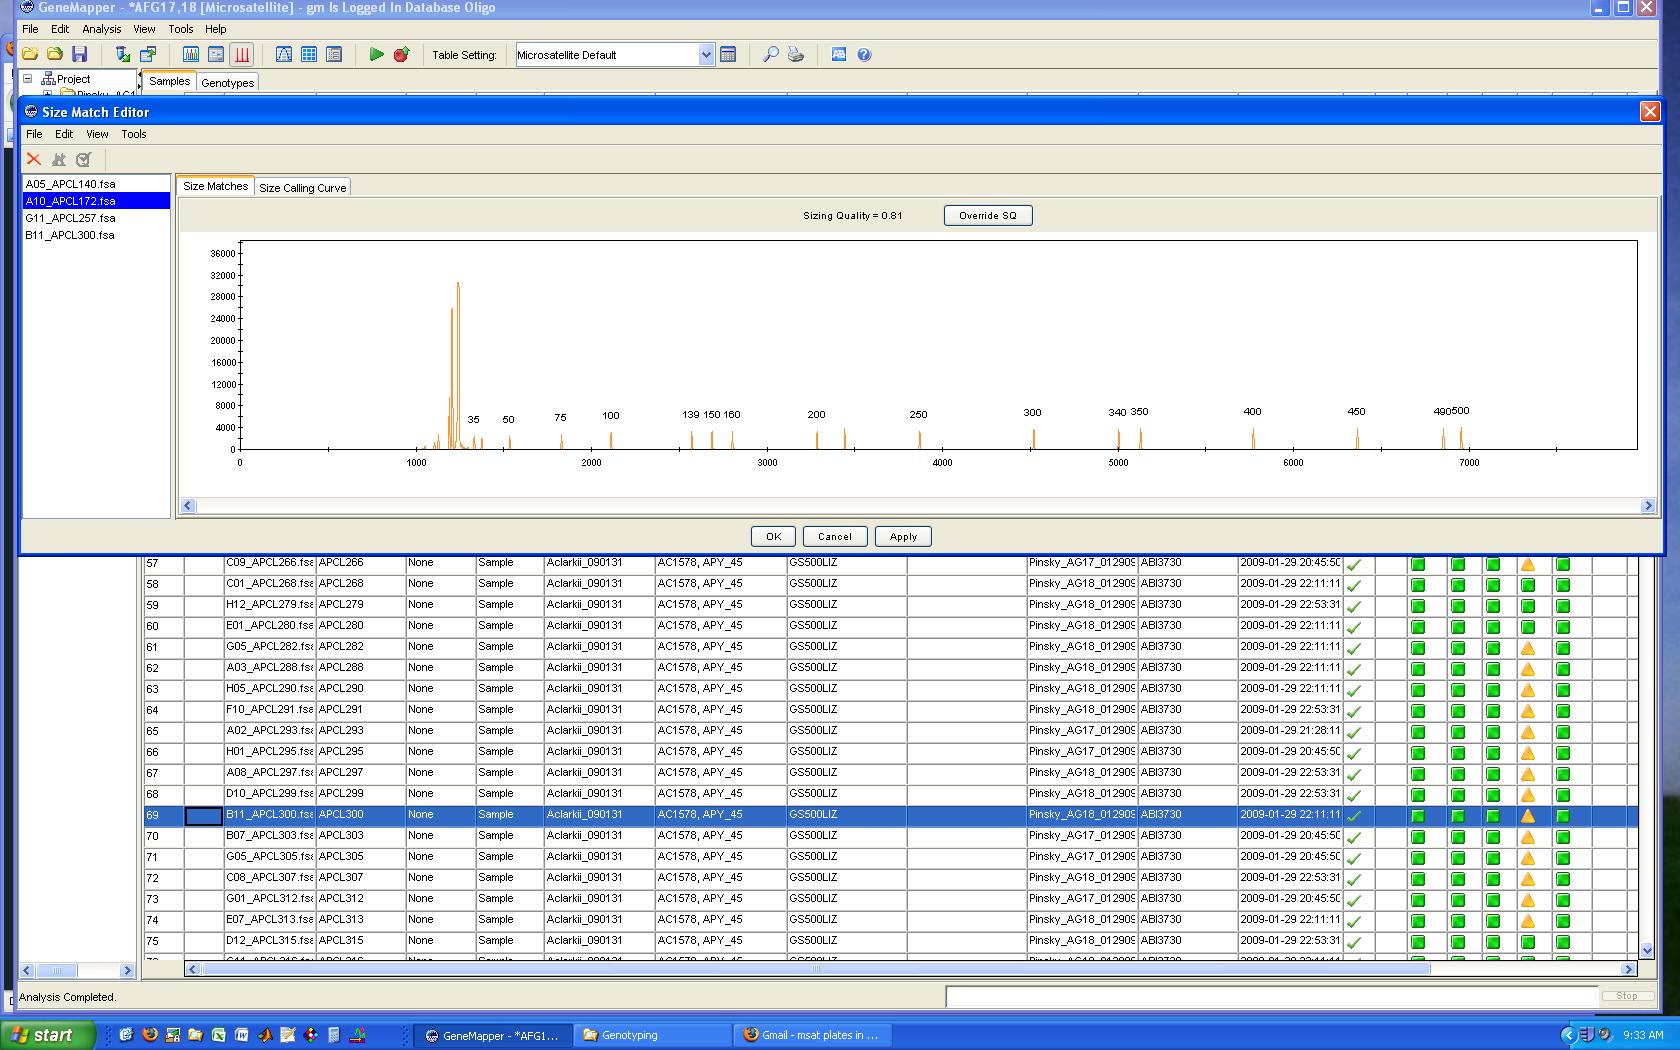 GeneMapper - *AFG17,18 [Microsatellite] - gm Is Logged In Database Oligo
File Edit Analysis View Tools Help
Table Setting: Microsatellite Default
Project Samples Genotypes
Size Match Editor
File Edit View Tools
A05_APCL140.fsa
A10_APCL172.fsa
G11_APCL257.fsa
B11_APCL300.fsa
Size Matches Size Calling Curve
Sizing Quality = 0.81 Override SQ
36000
32000
28000
24000
20000
16000
12000
8000
4000
0
35 50 75 100 139 150 160 200 250 300 340 350 400 450 490 500
0 1000 2000 3000 4000 5000 6000 7000
OK Cancel Apply
57 C09_APCL266.fsa APCL266 None Sample Aclarkii_090131 AC1578, APY_45 GS500LIZ Pinsky_AG17_012909 ABI3730 2009-01-29 20:45:50
58 C01_APCL268.fsa APCL268 None Sample Aclarkii_090131 AC1578, APY_45 GS500LIZ Pinsky_AG18_012909 ABI3730 2009-01-29 22:11:11
59 H12_APCL279.fsa APCL279 None Sample Aclarkii_090131 AC1578, APY_45 GS500LIZ Pinsky_AG18_012909 ABI3730 2009-01-29 22:53:31
60 E01_APCL280.fsa APCL280 None Sample Aclarkii_090131 AC1578, APY_45 GS500LIZ Pinsky_AG18_012909 ABI3730 2009-01-29 22:11:11
61 G05_APCL282.fsa APCL282 None Sample Aclarkii_090131 AC1578, APY_45 GS500LIZ Pinsky_AG18_012909 ABI3730 2009-01-29 22:11:11
62 A03_APCL288.fsa APCL288 None Sample Aclarkii_090131 AC1578, APY_45 GS500LIZ Pinsky_AG18_012909 ABI3730 2009-01-29 22:11:11
63 H05_APCL290.fsa APCL290 None Sample Aclarkii_090131 AC1578, APY_45 GS500LIZ Pinsky_AG18_012909 ABI3730 2009-01-29 22:11:11
64 F10_APCL291.fsa APCL291 None Sample Aclarkii_090131 AC1578, APY_45 GS500LIZ Pinsky_AG18_012909 ABI3730 2009-01-29 22:53:31
65 A02_APCL293.fsa APCL293 None Sample Aclarkii_090131 AC1578, APY_45 GS500LIZ Pinsky_AG17_012909 ABI3730 2009-01-29 21:28:11
66 H01_APCL295.fsa APCL295 None Sample Aclarkii_090131 AC1578, APY_45 GS500LIZ Pinsky_AG17_012909 ABI3730 2009-01-29 20:45:50
67 A08_APCL297.fsa APCL297 None Sample Aclarkii_090131 AC1578, APY_45 GS500LIZ Pinsky_AG18_012909 ABI3730 2009-01-29 22:53:31
68 D10_APCL299.fsa APCL299 None Sample Aclarkii_090131 AC1578, APY_45 GS500LIZ Pinsky_AG18_012909 ABI3730 2009-01-29 22:53:31
69 B11_APCL300.fsa APCL300 None Sample Aclarkii_090131 AC1578, APY_45 GS500LIZ Pinsky_AG18_012909 ABI3730 2009-01-29 22:11:11
70 B07_APCL303.fsa APCL303 None Sample Aclarkii_090131 AC1578, APY_45 GS500LIZ Pinsky_AG17_012909 ABI3730 2009-01-29 20:45:50
71 G05_APCL305.fsa APCL305 None Sample Aclarkii_090131 AC1578, APY_45 GS500LIZ Pinsky_AG17_012909 ABI3730 2009-01-29 20:45:50
72 C08_APCL307.fsa APCL307 None Sample Aclarkii_090131 AC1578, APY_45 GS500LIZ Pinsky_AG18_012909 ABI3730 2009-01-29 22:53:31
73 G01_APCL312.fsa APCL312 None Sample Aclarkii_090131 AC1578, APY_45 GS500LIZ Pinsky_AG17_012909 ABI3730 2009-01-29 20:45:50
74 E07_APCL313.fsa APCL313 None Sample Aclarkii_090131 AC1578, APY_45 GS500LIZ Pinsky_AG18_012909 ABI3730 2009-01-29 22:11:11
75 D12_APCL315.fsa APCL315 None Sample Aclarkii_090131 AC1578, APY_45 GS500LIZ Pinsky_AG18_012909 ABI3730 2009-01-29 22:53:31
Analysis Completed. Stop
start GeneMapper - *AFG1... Genotyping Gmail - msat plates in ... 9:33 AM